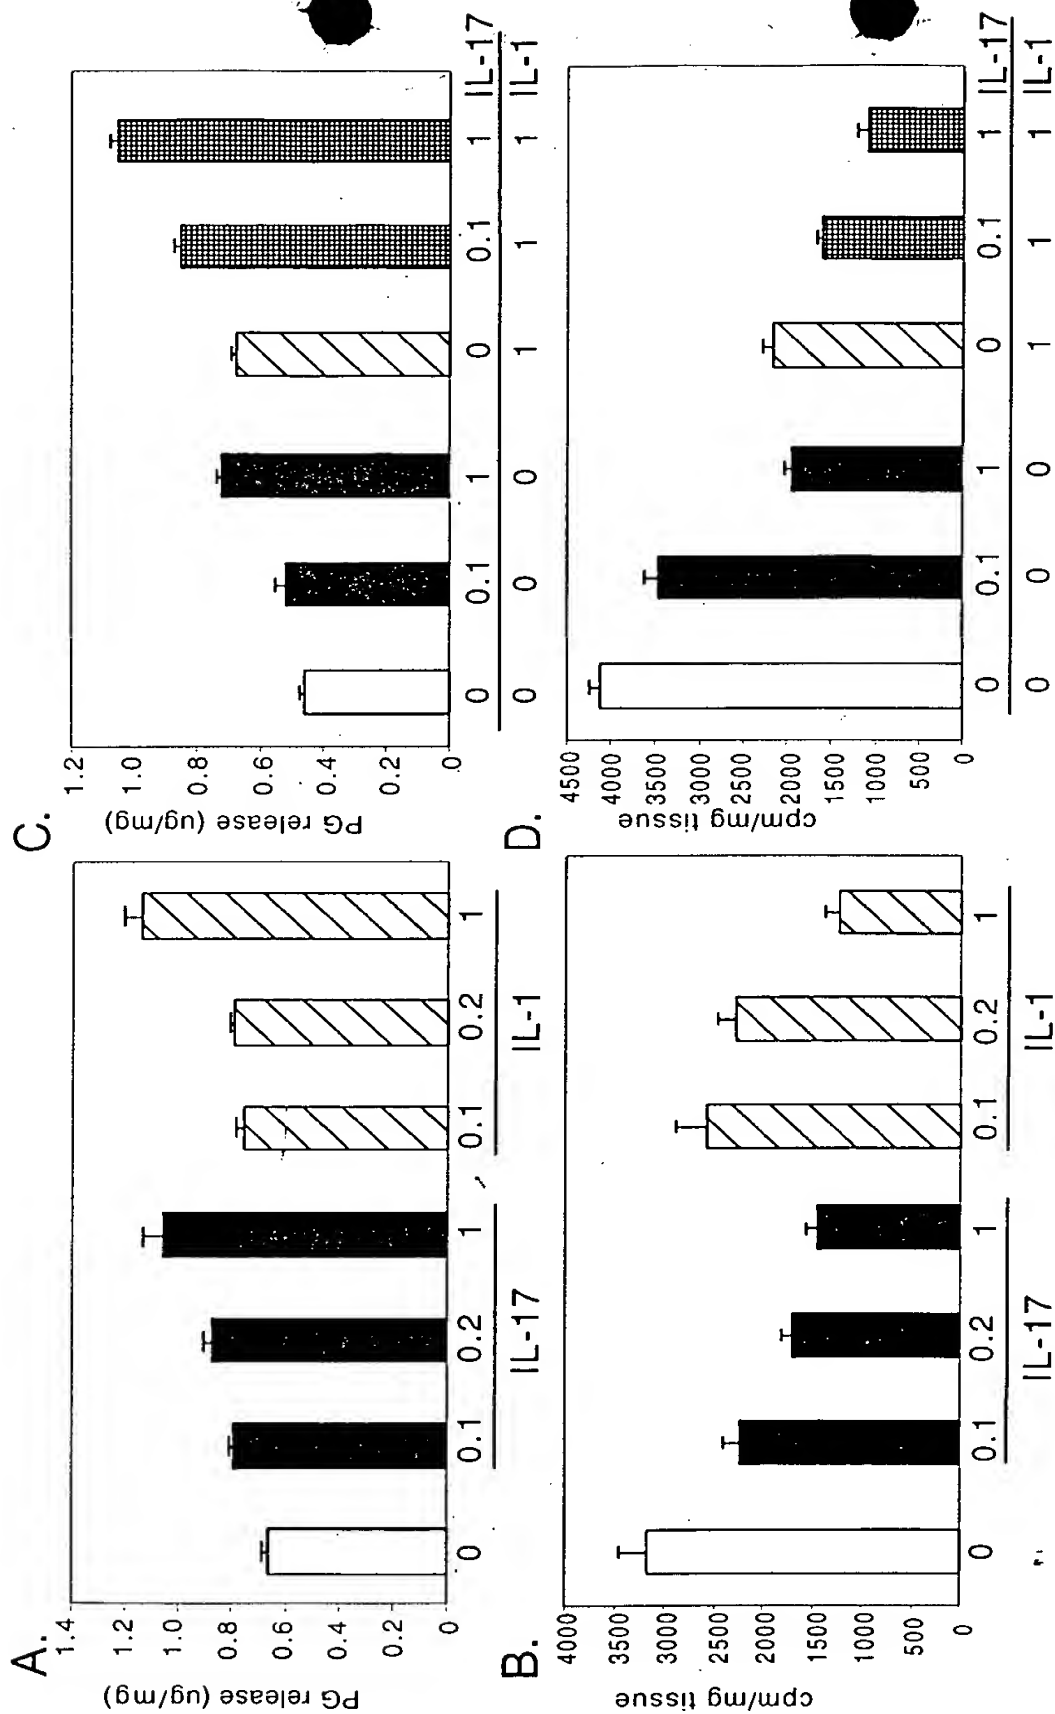 A.
PG release (ug/mg)
1.4
1.2
1.0
0.8
0.6
0.4
0.2
0
0 0.1 0.2 1 0.1 0.2 1
IL-17 IL-1
B.
cpm/mg tissue
4000
3500
3000
2500
2000
1500
1000
500
0
0 0.1 0.2 1 0.1 0.2 1
IL-17 IL-1
C.
PG release (ug/mg)
1.2
1.0
0.8
0.6
0.4
0.2
0
0 0.1 1 0 0.1 1 IL-17
0 0 0 1 1 1 IL-1
D.
cpm/mg tissue
4500
4000
3500
3000
2500
2000
1500
1000
500
0
0 0.1 1 0 0.1 1 IL-17
0 0 0 1 1 1 IL-1